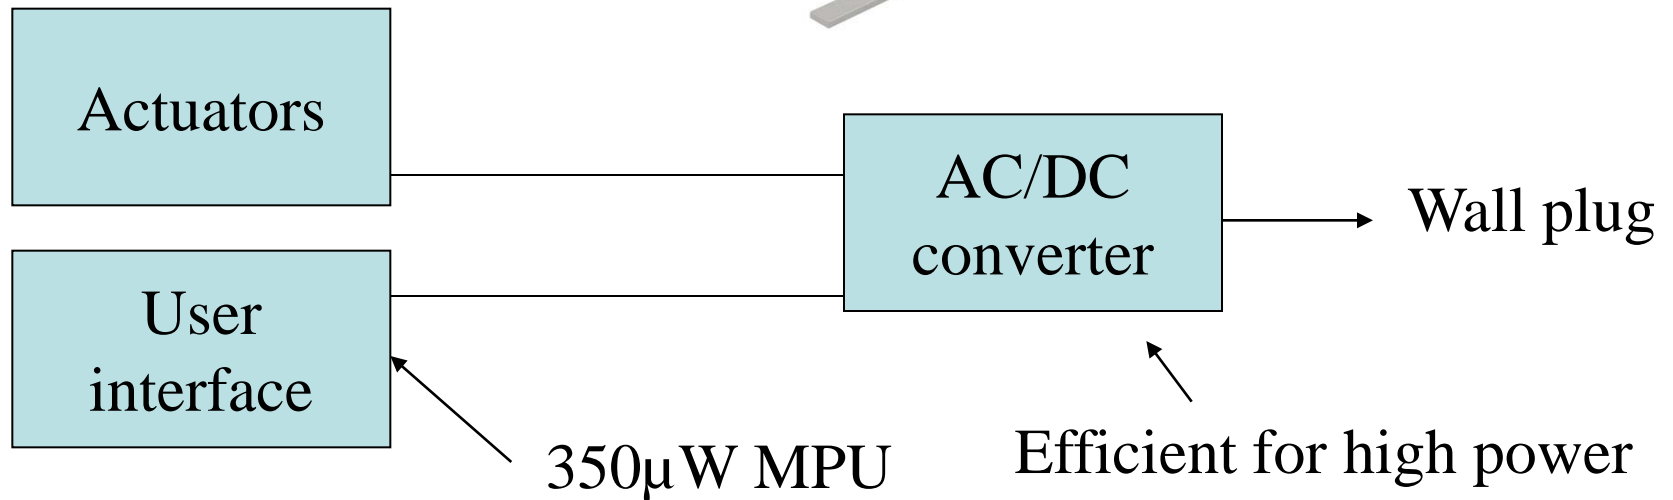 Actuators
AC/DC
converter
Wall plug
User
interface
350μW MPU
Efficient for high power